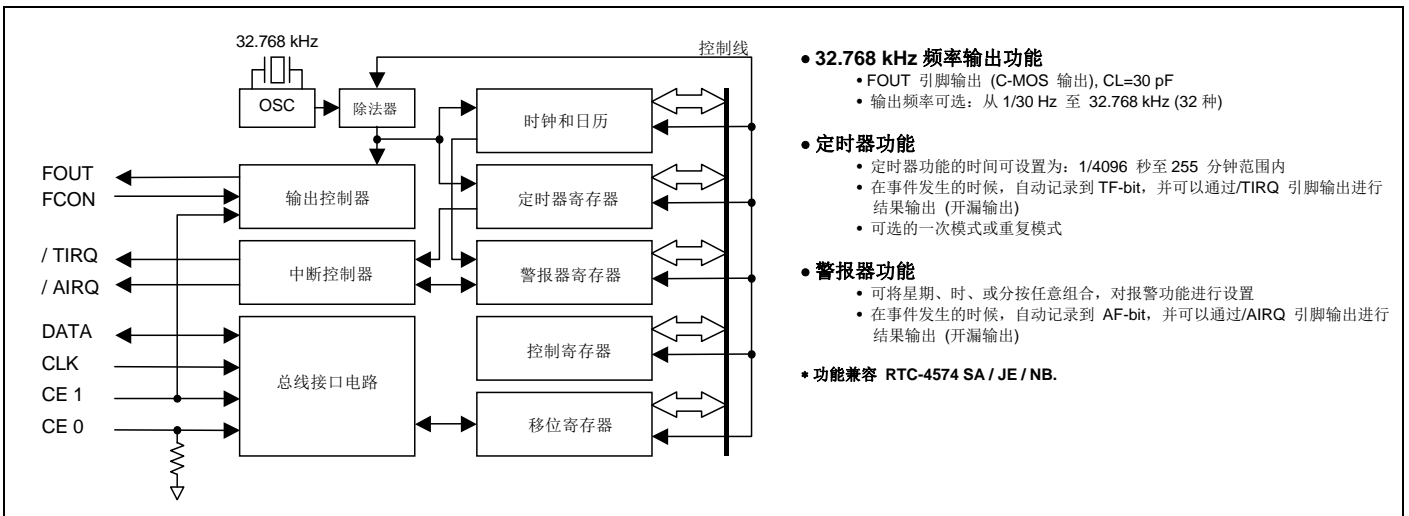 32.768 kHz
控制线
OSC
除法器
时钟和日历
FOUT
FCON
输出控制器
定时器寄存器
/ TIRQ
/ AIRQ
中断控制器
警报器寄存器
DATA
CLK
CE 1
CE 0
总线接口电路
控制寄存器
移位寄存器
● 32.768 kHz 频率输出功能
• FOUT 引脚输出 (C-MOS 输出), CL=30 pF
• 输出频率可选：从 1/30 Hz 至 32.768 kHz (32 种)
● 定时器功能
• 定时器功能的时间可设置为：1/4096 秒至 255 分钟范围内
• 在事件发生的时候，自动记录到 TF-bit，并可以通过/TIRQ 引脚输出进行
结果输出 (开漏输出)
• 可选的一次模式或重复模式
● 警报器功能
• 可将星期、时、或分按任意组合，对报警功能进行设置
• 在事件发生的时候，自动记录到 AF-bit，并可以通过/AIRQ 引脚输出进行
结果输出 (开漏输出)
* 功能兼容 RTC-4574 SA / JE / NB.